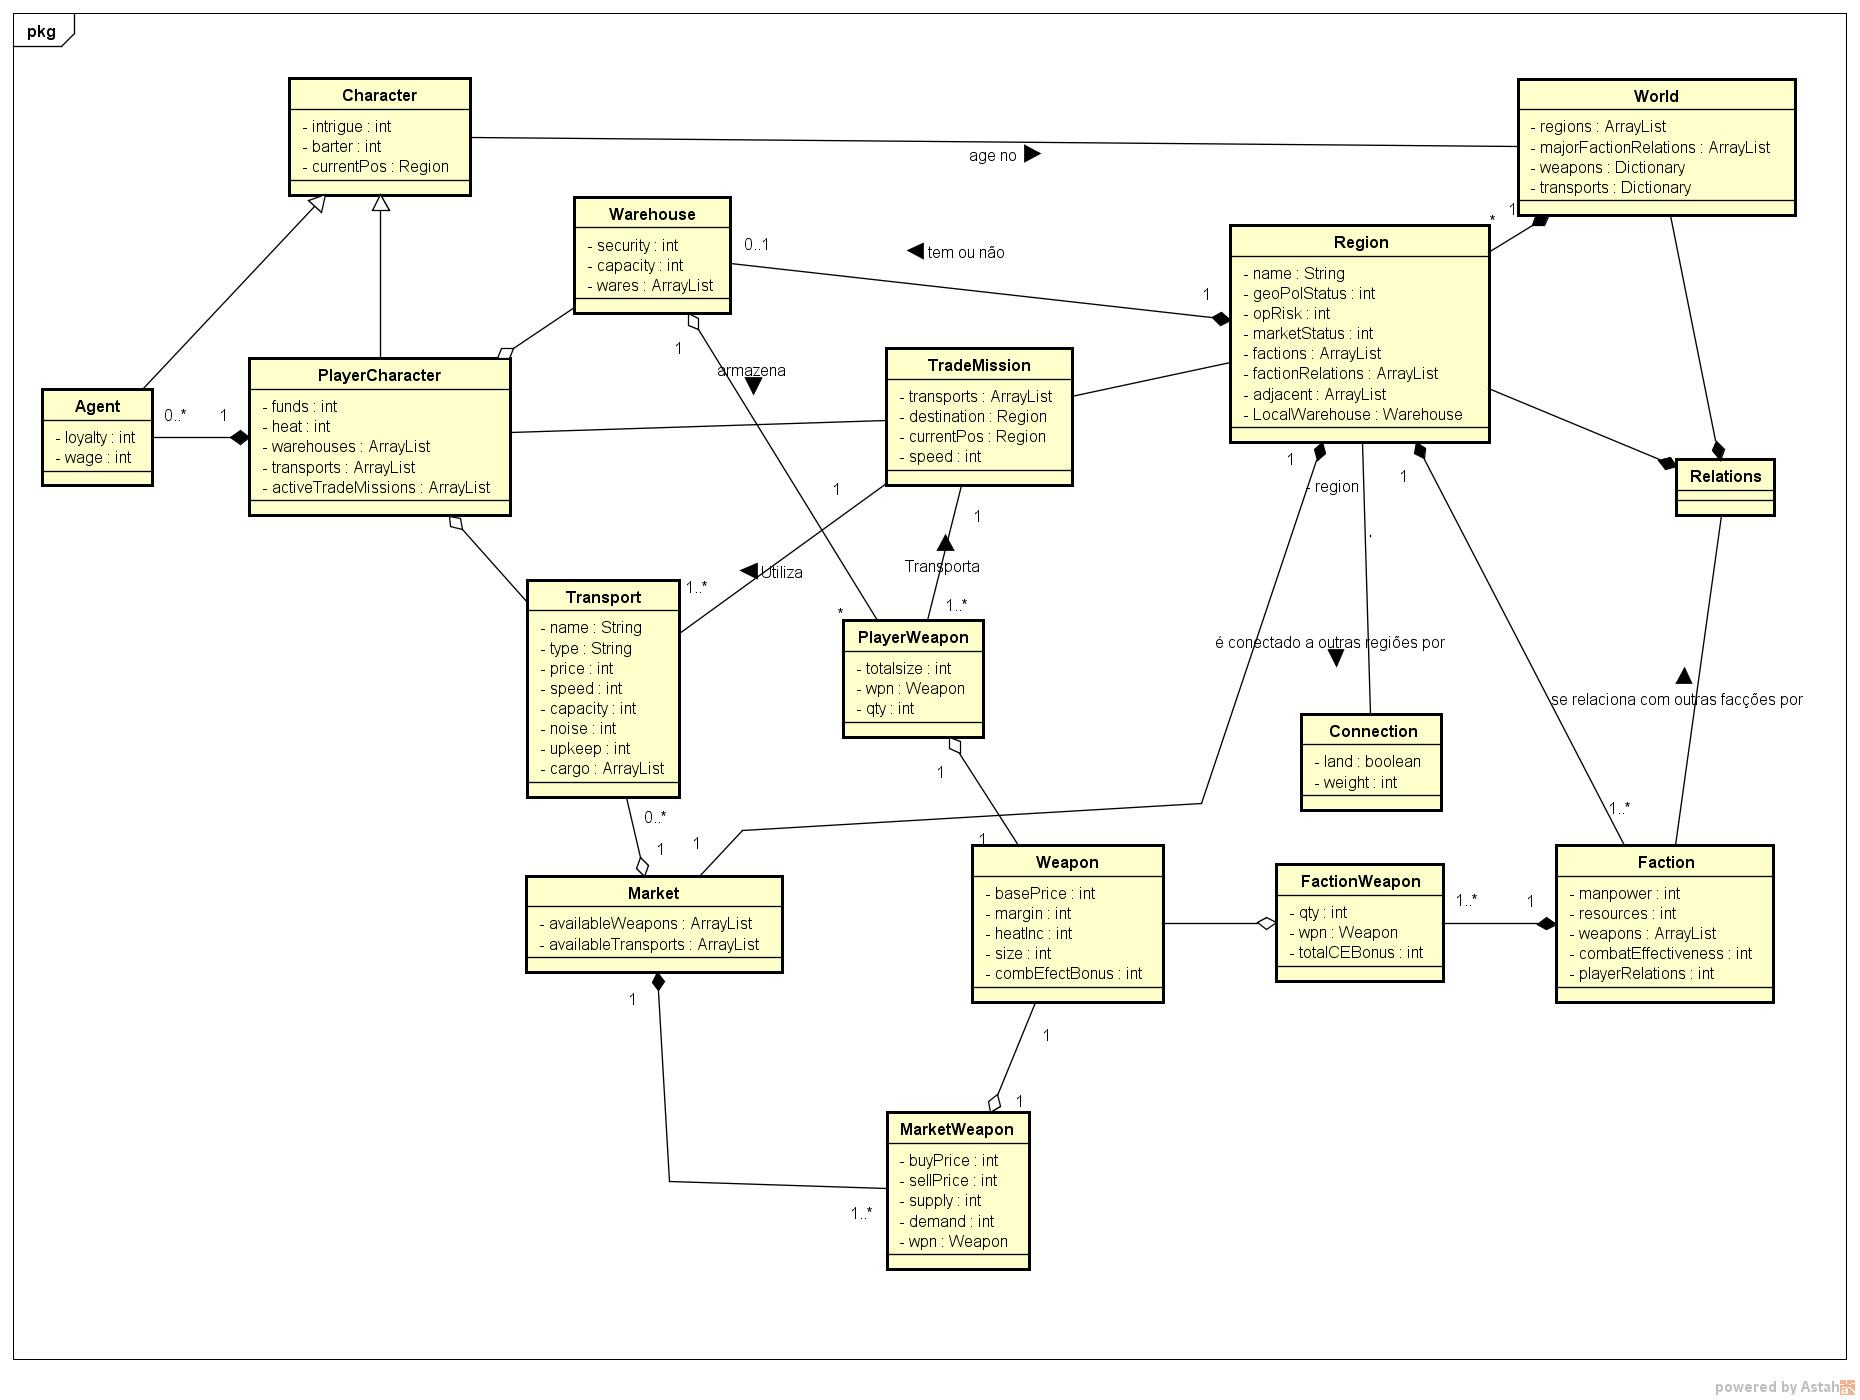 pkg
Character
- intrigue : int
- barter : int
- currentPos : Region
World
- regions : ArrayList
- majorFactionRelations : ArrayList
- weapons : Dictionary
- transports : Dictionary
age no
Warehouse
- security : int
- capacity : int
- wares : ArrayList
0..1
tem ou não
1
*
1
Region
- name : String
- geoPolStatus : int
- opRisk : int
- marketStatus : int
- factions : ArrayList
- factionRelations : ArrayList
- adjacent : ArrayList
- LocalWarehouse : Warehouse
1
armazena
TradeMission
- transports : ArrayList
- destination : Region
- currentPos : Region
- speed : int
PlayerCharacter
- funds : int
- heat : int
- warehouses : ArrayList
- transports : ArrayList
- activeTradeMissions : ArrayList
Agent
- loyalty : int
- wage : int
0..*
1
1
- region
1
Relations
1
1
Transporta
Utiliza
1..*
1..*
*
Transport
- name : String
- type : String
- price : int
- speed : int
- capacity : int
- noise : int
- upkeep : int
- cargo : ArrayList
PlayerWeapon
- totalsize : int
- wpn : Weapon
- qty : int
é conectado a outras regiões por
se relaciona com outras facções por
Connection
- land : boolean
- weight : int
1
1
0..*
1
1
1..*
Market
- availableWeapons : ArrayList
- availableTransports : ArrayList
Weapon
- basePrice : int
- margin : int
- heatInc : int
- size : int
- combEfectBonus : int
FactionWeapon
- qty : int
- wpn : Weapon
- totalCEBonus : int
1..*
1
Faction
- manpower : int
- resources : int
- weapons : ArrayList
- combatEffectiveness : int
- playerRelations : int
1
1
1
MarketWeapon
- buyPrice : int
- sellPrice : int
- supply : int
- demand : int
- wpn : Weapon
1..*
powered by Astah